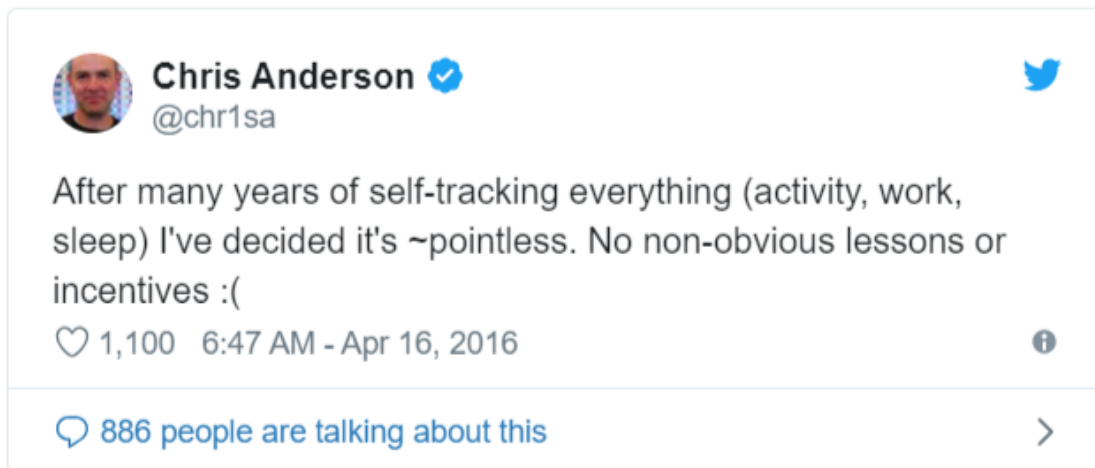 Chris Anderson
@chr1sa
After many years of self-tracking everything (activity, work,
sleep) I've decided it's ~pointless. No non-obvious lessons or
incentives :(
1,100 6:47 AM - Apr 16, 2016
886 people are talking about this